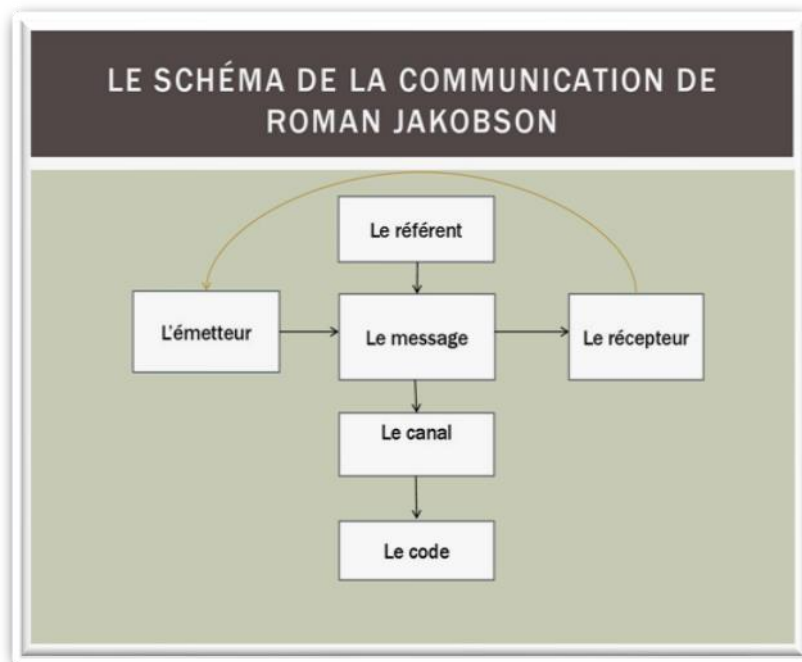 LE SCHÉMA DE LA COMMUNICATION DE
ROMAN JAKOBSON
Le référent
L'émetteur
Le message
Le récepteur
Le canal
Le code